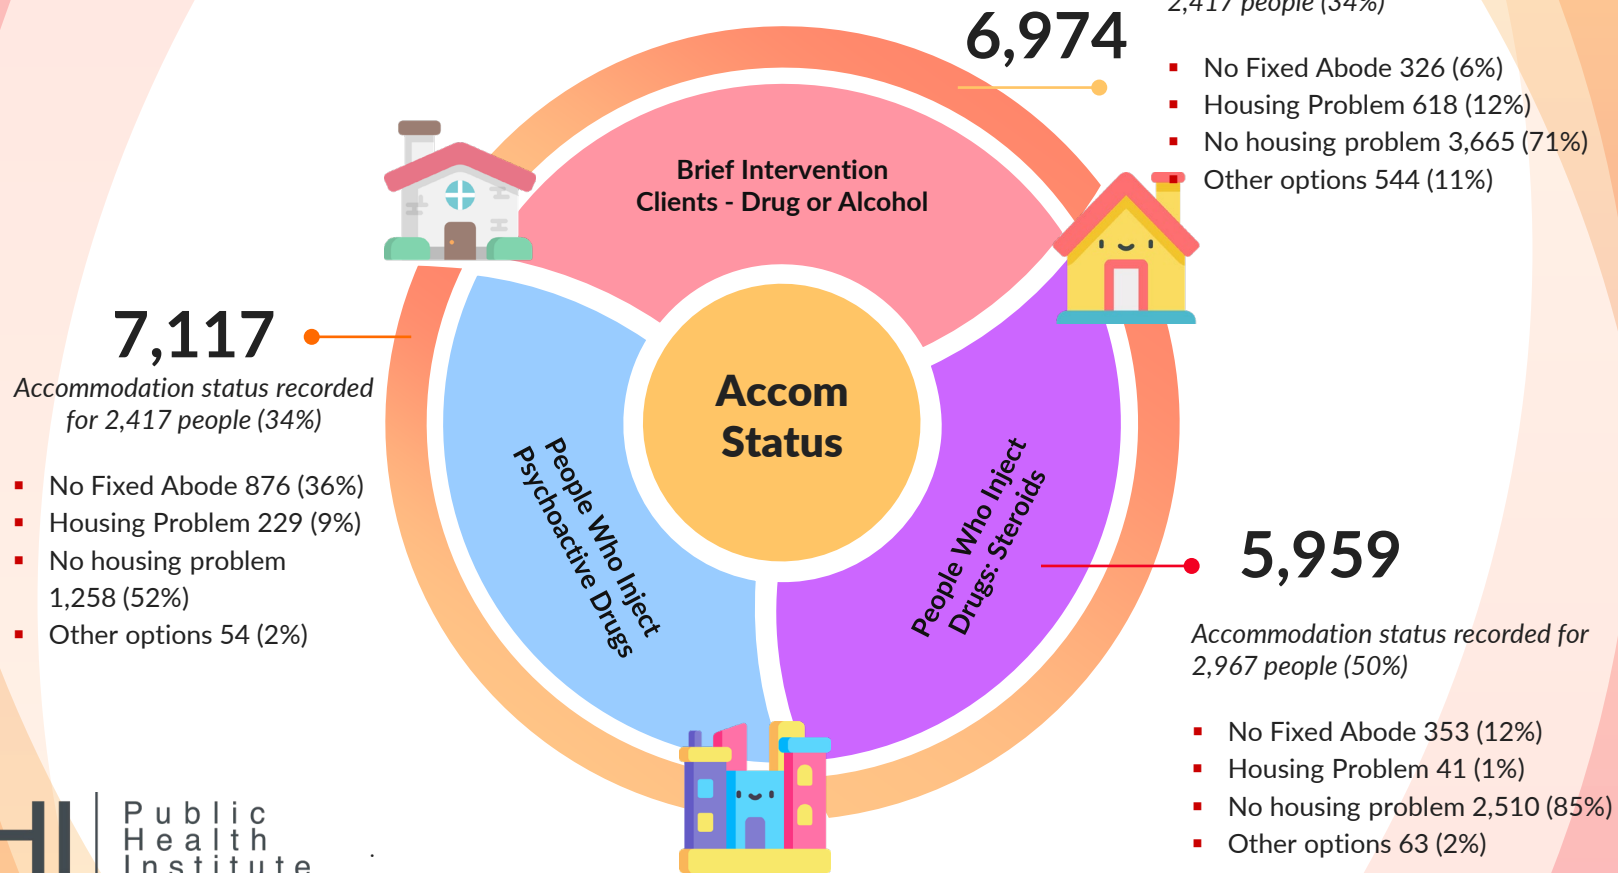 2,417 people (34%)
6,974
No Fixed Abode 326 (6%)
Housing Problem 618 (12%)
No housing problem 3,665 (71%)
Other options 544 (11%)
Brief Intervention
Clients - Drug or Alcohol
7,117
Accommodation status recorded
for 2,417 people (34%)
No Fixed Abode 876 (36%)
Housing Problem 229 (9%)
No housing problem
1,258 (52%)
Other options 54 (2%)
Accom
Status
People Who Inject
Psychoactive Drugs
People Who Inject
Drugs: Steroids
5,959
Accommodation status recorded for
2,967 people (50%)
No Fixed Abode 353 (12%)
Housing Problem 41 (1%)
No housing problem 2,510 (85%)
Other options 63 (2%)
HI
Public
Health
Institute
.